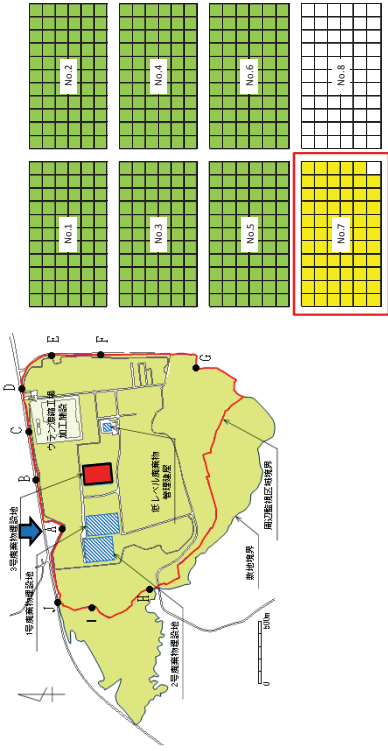 No.1
No.2
No.3
No.4
No.5
No.6
No.7
No.8
A
B
C
D
E
F
G
H
I
J
ウラン濃縮工場
加工施設
3号廃棄物埋設地
1号廃棄物埋設地
2号廃棄物埋設地
低レベル廃棄物
管理建屋
周辺監視区域境界
敷地境界
0
500m